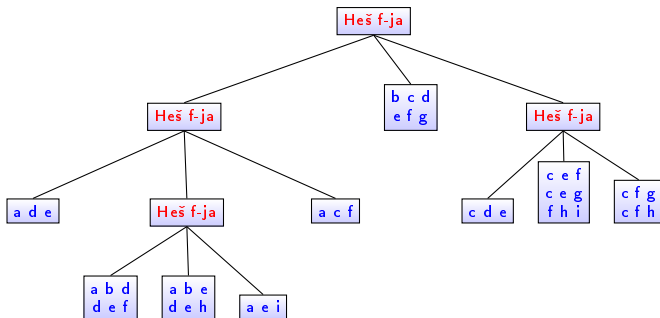 Heš f-ja
b c d
e f g
Heš f-ja
Heš f-ja
a d e
Heš f-ja
a c f
c d e
c e f
c e g
f h i
c f g
c f h
a b d
d e f
a b e
d e h
a e i